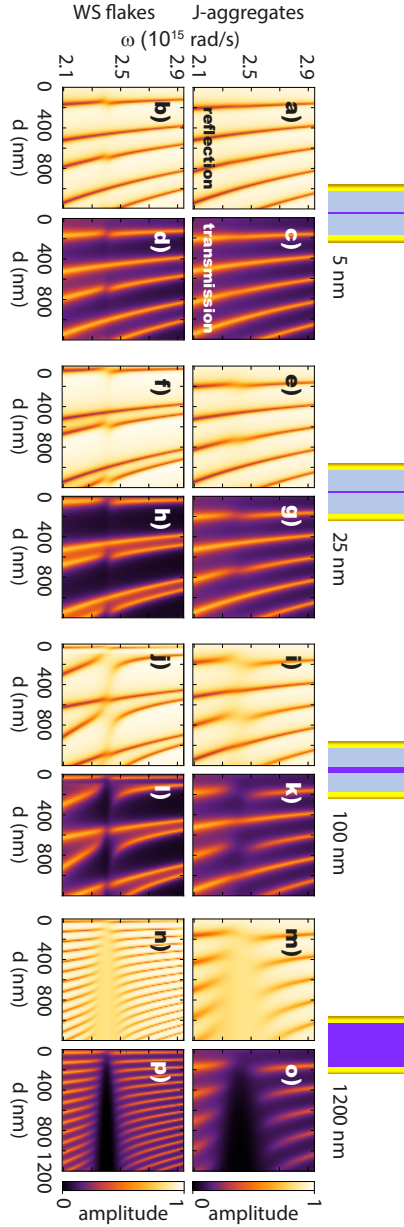 5 nm 25 nm 100 nm 1200 nm
J-aggregates
ω (10¹⁵ rad/s)
2.9
2.5
2.1
a) c) e) g) i) k) m) o)
reflection transmission
1
0
amplitude
WS flakes
2.9
2.5
2.1
b) d) f) h) j) l) n) p)
1
0
amplitude
0 400 800 0 400 800 0 400 800 0 400 800 0 400 800 0 400 800 0 400 800 0 400 800 1200
d (nm) d (nm) d (nm) d (nm) d (nm) d (nm) d (nm) d (nm)